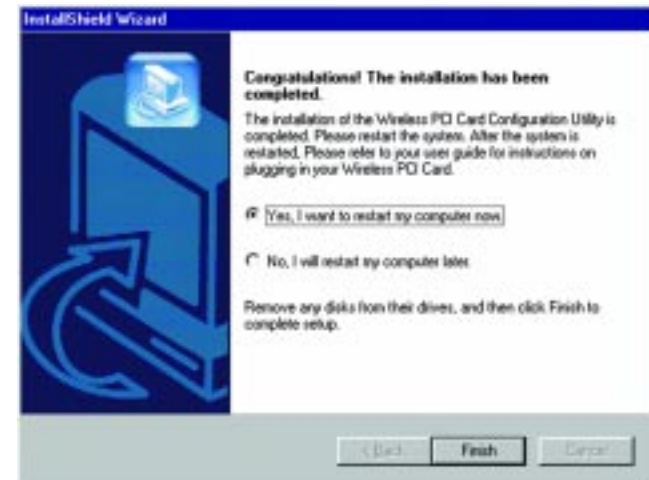 InstallShield Wizard
Congratulations! The installation has been
completed.
The installation of the Wireless PCI Card Configuration Utility is
completed. Please restart the system. After the system is
restarted, Please refer to your user guide for instructions on
plugging in your Wireless PCI Card.
Yes, I want to restart my computer now.
No, I will restart my computer later.
Remove any disks from their drives, and then click Finish to
complete setup.
< Back Finish Cancel